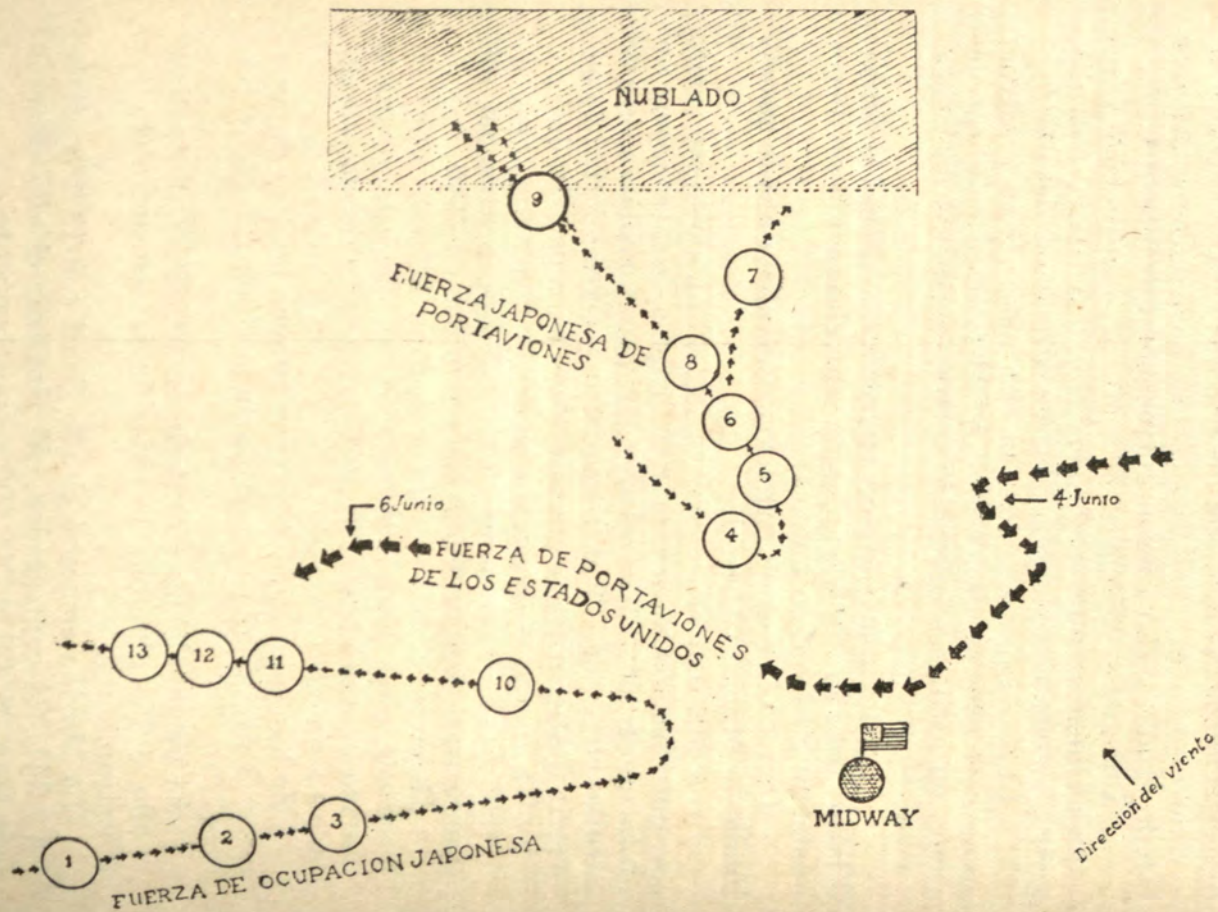 NUBLADO
9
7
FUERZA JAPONESA DE
PORTAVIONES
8
6
5
4
4 Junio
6 Junio
FUERZA DE PORTAVIONES
DE LOS ESTADOS UNIDOS
13
12
11
10
MIDWAY
Dirección del viento
1
2
3
FUERZA DE OCUPACION JAPONESA